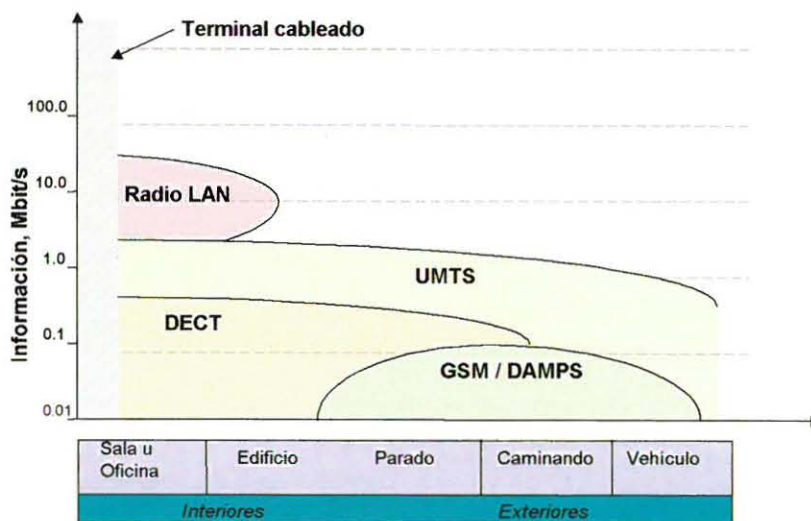 Terminal cableado
Información, Mbit/s
100.0
10.0
1.0
0.1
0.01
Radio LAN
UMTS
DECT
GSM / DAMPS
Sala u
Oficina
Edificio
Parado
Caminando
Vehículo
Interiores
Exteriores